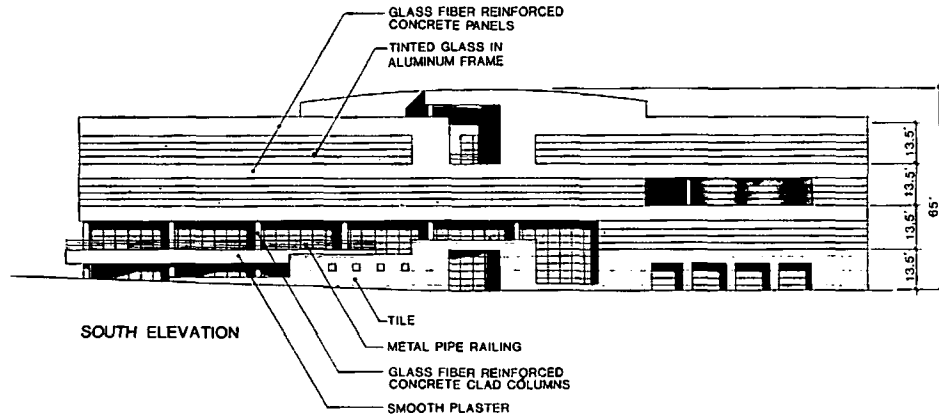 GLASS FIBER REINFORCED
CONCRETE PANELS
TINTED GLASS IN
ALUMINUM FRAME
13.5'
13.5'
13.5'
13.5'
65'
SOUTH ELEVATION
TILE
METAL PIPE RAILING
GLASS FIBER REINFORCED
CONCRETE CLAD COLUMNS
SMOOTH PLASTER